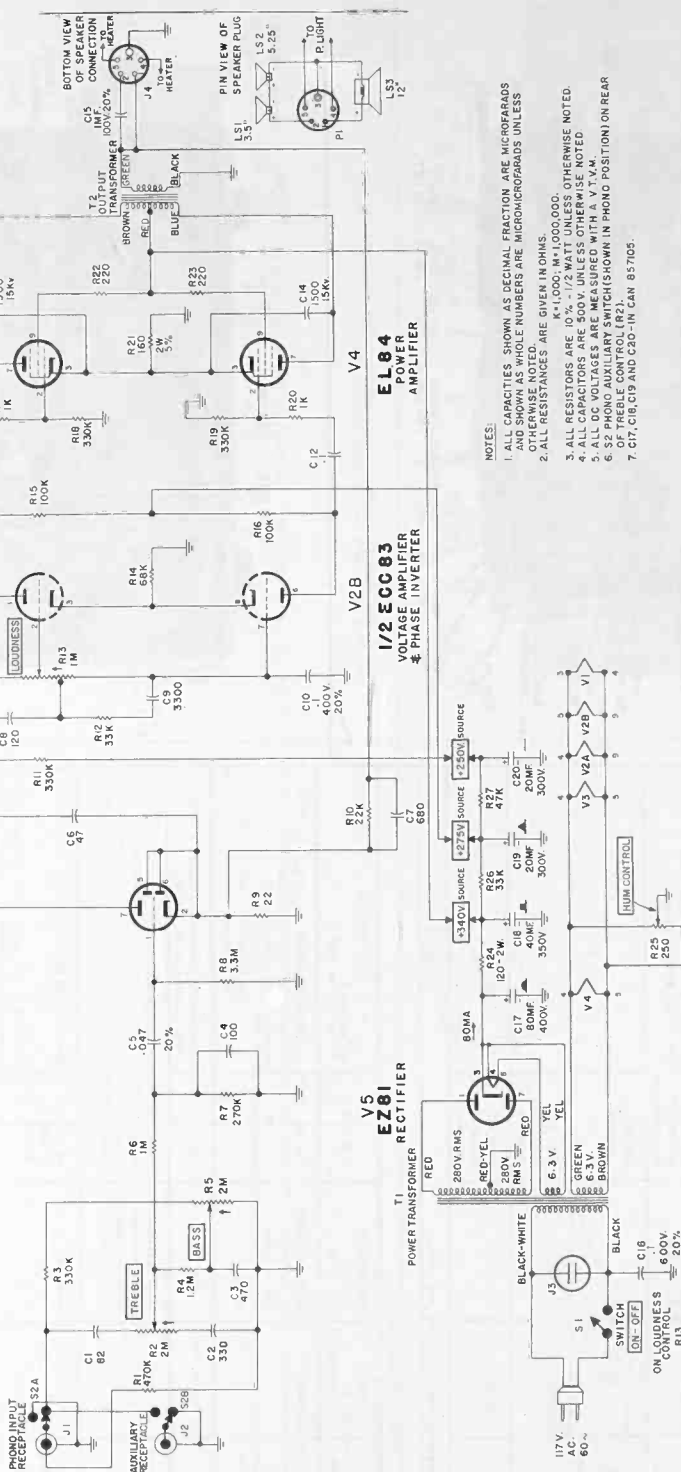 BOTTOM VIEW
OF SPEAKER
CONNECTION
TO
HEATER
TO
HEATER
J4
C15
1MF.
100V.20%
T2
OUTPUT
TRANSFORMER
GREEN
BLACK
BROWN
RED
BLUE
PIN VIEW OF
SPEAKER PLUG
LS1
3.5"
LS2
5.25"
TO
P. LIGHT
P1
LS3
12"
15Kv
R22
220
R23
220
C14
1500
15Kv
R21
160
2W
5%
V4
EL84
POWER
AMPLIFIER
1K
R18
330K
R19
330K
R20
1K
C12
R15
100K
R16
100K
R14
68K
V2B
1/2 ECC83
VOLTAGE AMPLIFIER
& PHASE INVERTER
LOUDNESS
R13
1M
C8
120
R12
33K
C9
3300
C10
.1
400V.
20%
R11
330K
NOTES:
1. ALL CAPACITIES SHOWN AS DECIMAL FRACTION ARE MICROFARADS
AND SHOWN AS WHOLE NUMBERS ARE MICROMICROFARADS UNLESS
OTHERWISE NOTED.
2. ALL RESISTANCES ARE GIVEN IN OHMS.
K=1,000; M=1,000,000.
3. ALL RESISTORS ARE 10% - 1/2 WATT UNLESS OTHERWISE NOTED.
4. ALL CAPACITORS ARE 500V. UNLESS OTHERWISE NOTED
5. ALL DC VOLTAGES ARE MEASURED WITH A V.T.V.M.
6. S2 PHONO AUXILIARY SWITCH(SHOWN IN PHONO POSITION) ON REAR
OF TREBLE CONTROL (R2).
7. C17, C18, C19 AND C20 - IN CAN 857105.
C6
47
R10
22K
C7
680
R9
22
R8
3.3M
C5
.047
20%
C4
100
R7
270K
R6
1M
R5
2M
BASS
R3
330K
TREBLE
R4
1.2M
C3
470
C1
82
R2
2M
C2
330
R1
470K
PHONO INPUT
RECEPTACLE
S2A
J1
AUXILIARY
RECEPTACLE
S2B
J2
+250V SOURCE
+275V SOURCE
+340V SOURCE
R27
47K
C20
20MF.
300V.
R26
33K
C19
20MF
300V.
R24
120-2W.
C18
40MF
350V
80MA
C17
80MF.
400V.
V5
EZ81
RECTIFIER
T1
POWER TRANSFORMER
RED
280V.RMS
RED-YEL
280V.
RMS
RED
YEL
6.3 V.
YEL
GREEN
6.3 V.
BROWN
BLACK-WHITE
BLACK
J3
C16
.1
600V.
20%
S1
SWITCH
ON-OFF
ON LOUDNESS
CONTROL
R13
117V.
AC.
60~
V4
V3
V2A
V2B
V1
HUM CONTROL
R25
250